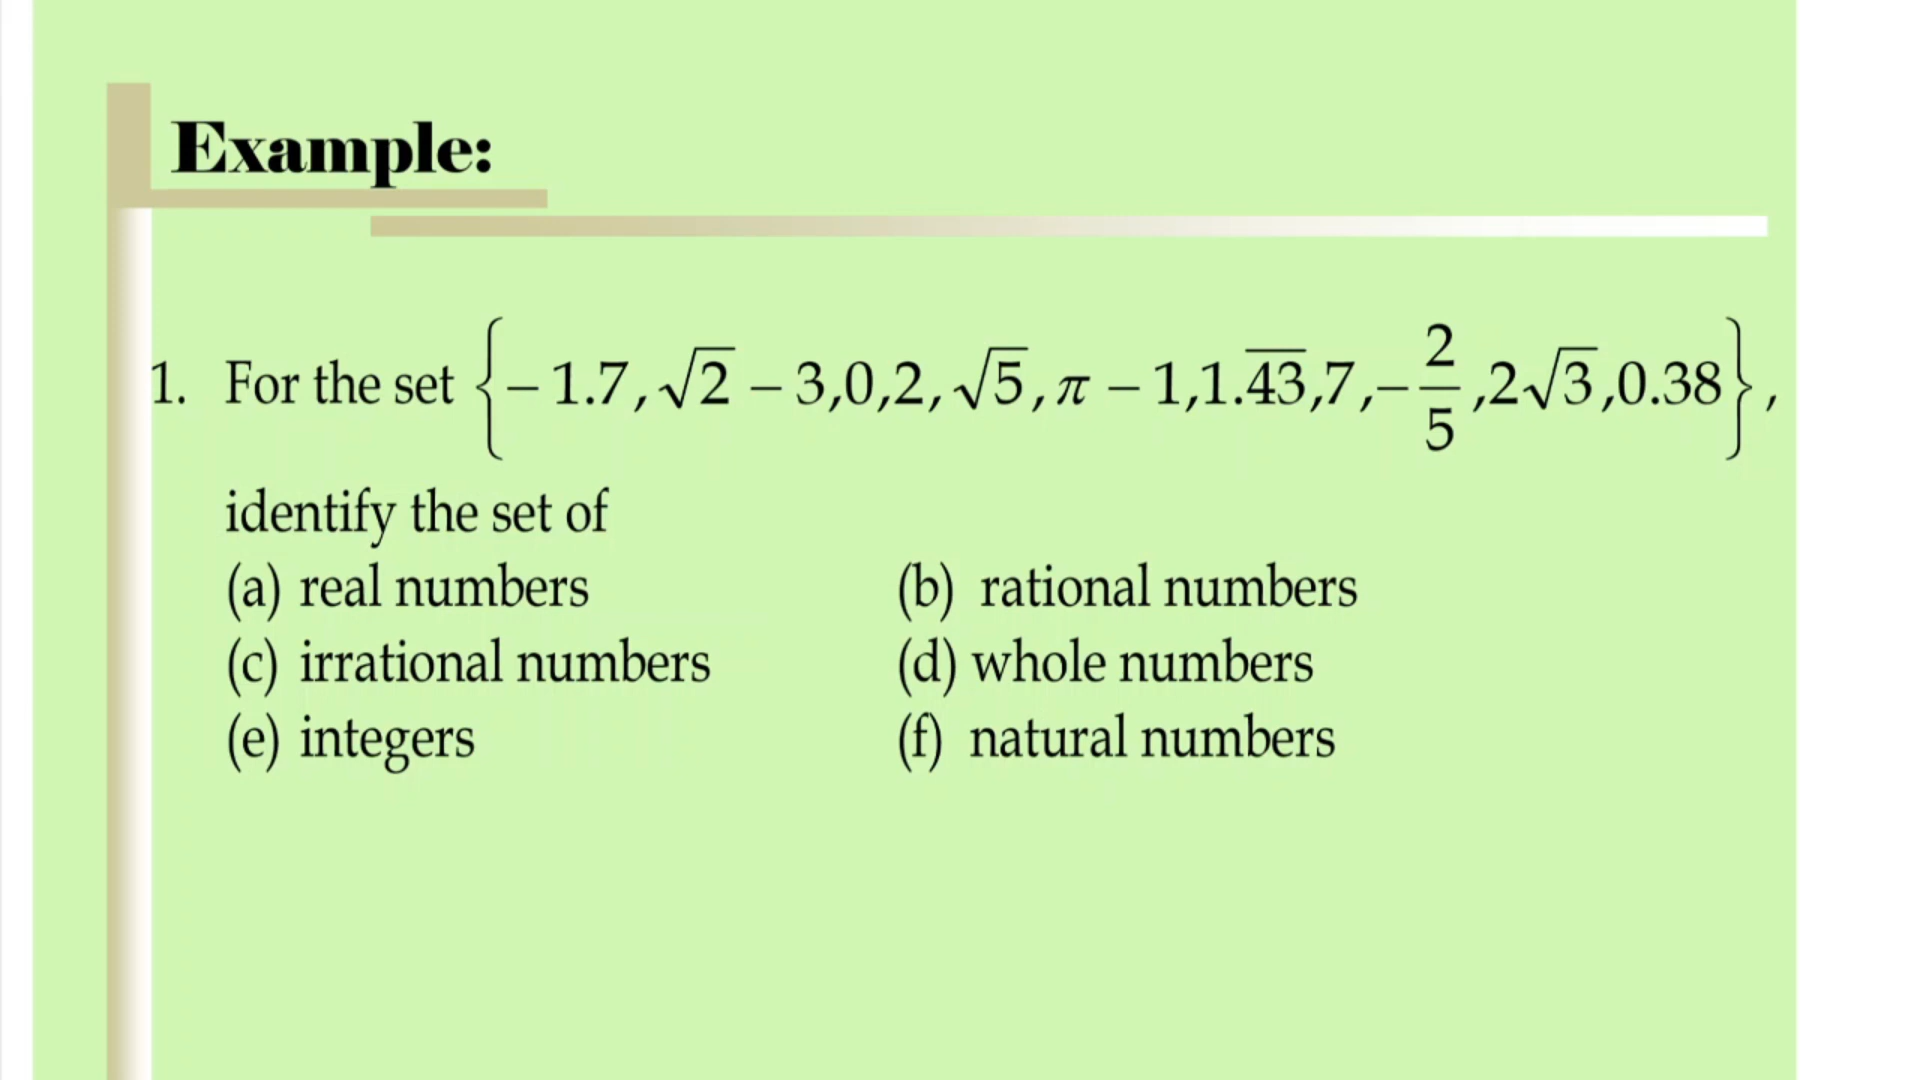 Example:
1. For the set {– 1.7, √2 – 3,0,2, √5, π – 1,1.4̅3̅,7,–2/5,2√3,0.38},
identify the set of
(a) real numbers (b) rational numbers
(c) irrational numbers (d) whole numbers
(e) integers (f) natural numbers